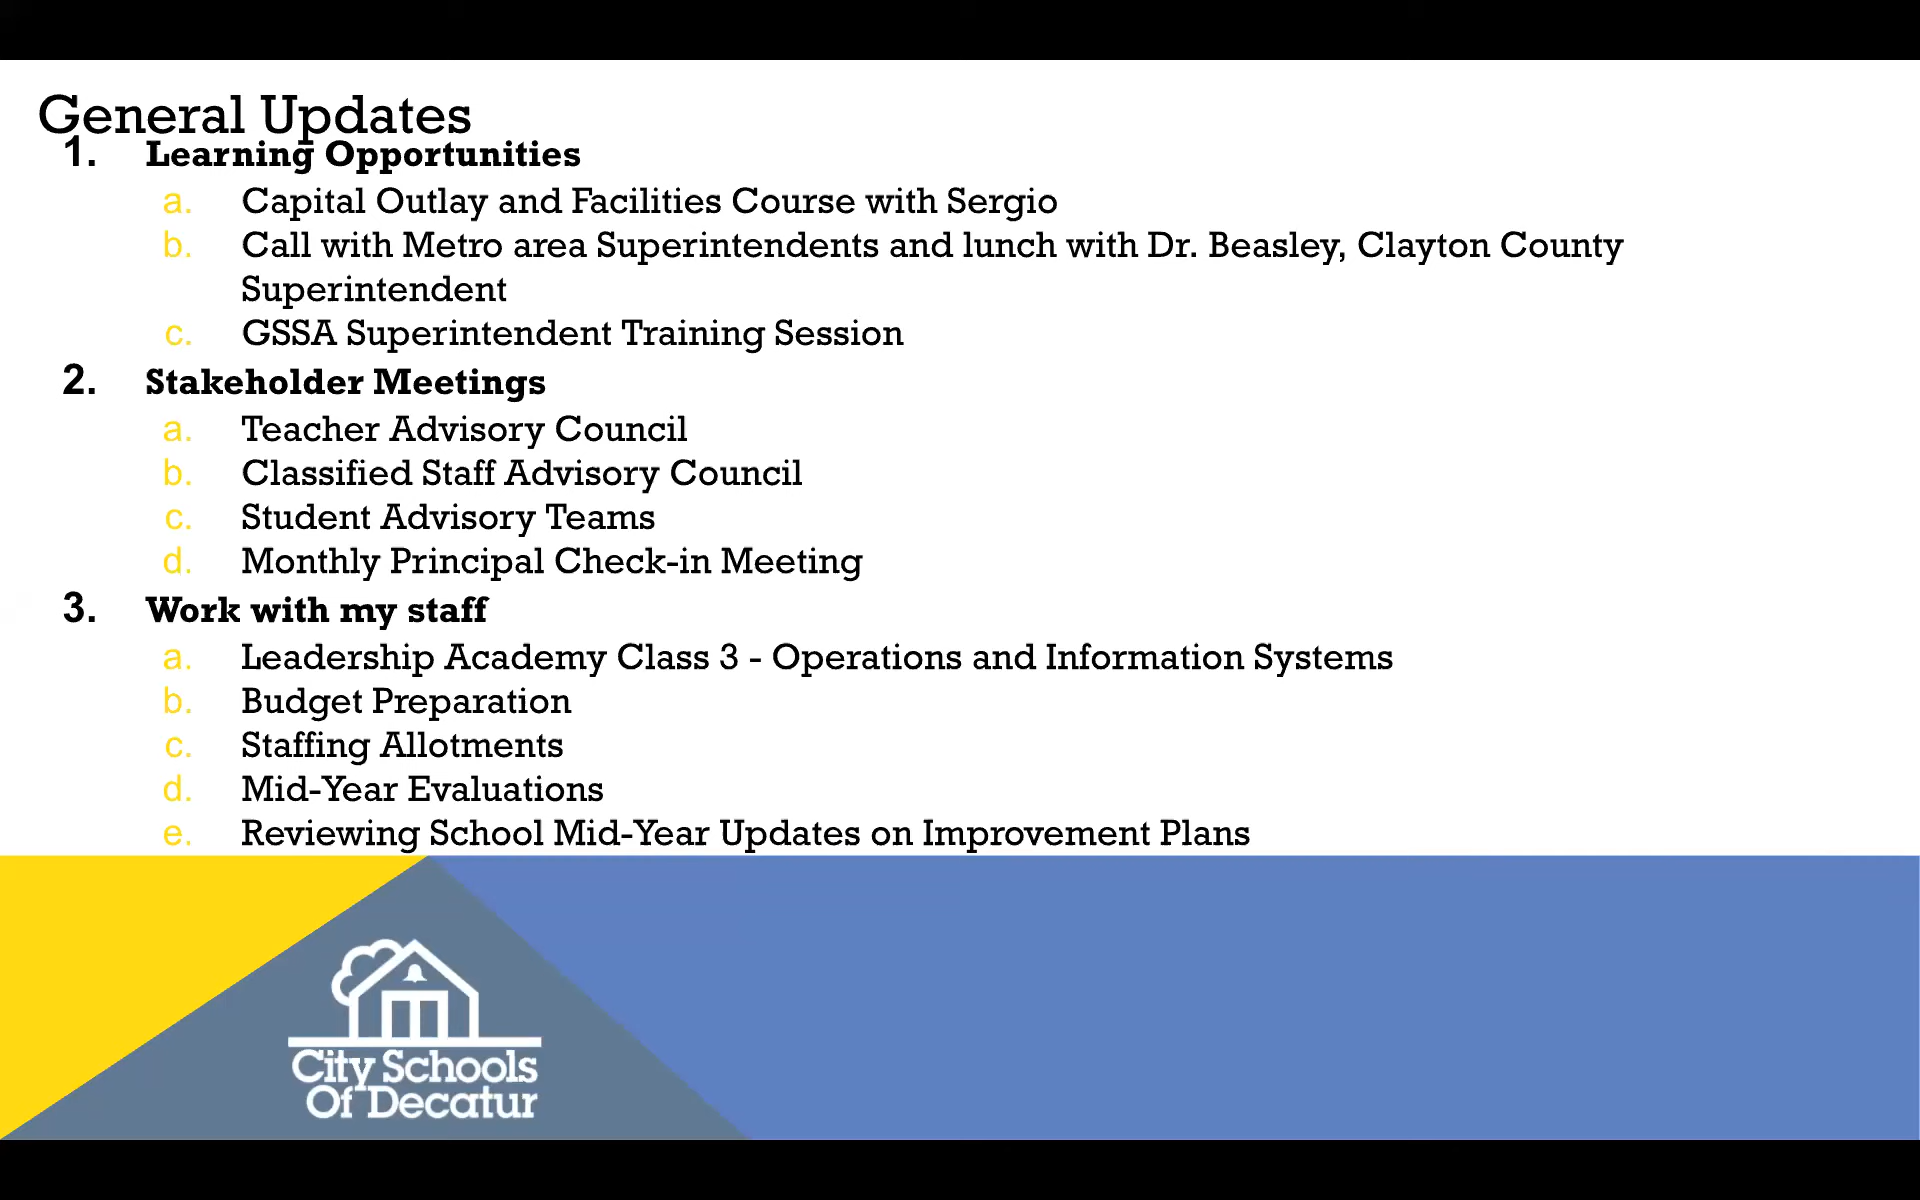 General Updates
1. Learning Opportunities
a. Capital Outlay and Facilities Course with Sergio
b. Call with Metro area Superintendents and lunch with Dr. Beasley, Clayton County
Superintendent
c. GSSA Superintendent Training Session
2. Stakeholder Meetings
a. Teacher Advisory Council
b. Classified Staff Advisory Council
c. Student Advisory Teams
d. Monthly Principal Check-in Meeting
3. Work with my staff
a. Leadership Academy Class 3 - Operations and Information Systems
b. Budget Preparation
c. Staffing Allotments
d. Mid-Year Evaluations
e. Reviewing School Mid-Year Updates on Improvement Plans
City Schools
Of Decatur